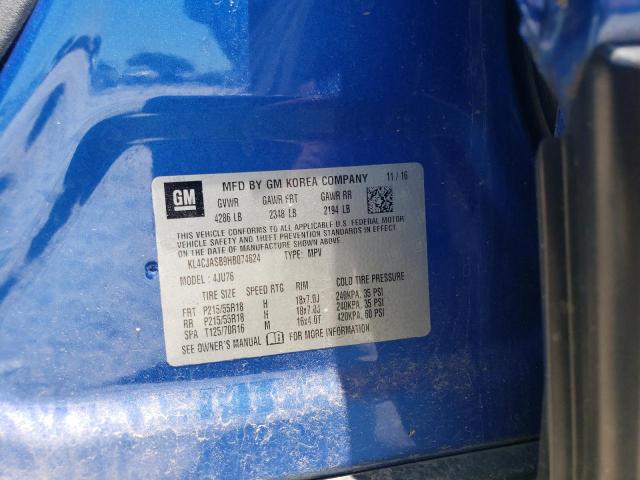 GM
MFD BY GM KOREA COMPANY 11/16
GVWR GAWR FRT GAWR RR
4286 LB 2348 LB 2194 LB
THIS VEHICLE CONFORMS TO ALL APPLICABLE U.S. FEDERAL MOTOR
VEHICLE SAFETY, BUMPER, AND THEFT PREVENTION STANDARDS IN
EFFECT ON THE DATE OF MANUFACTURE SHOWN ABOVE.
KL4CJASB9HB074624 TYPE: MPV
MODEL: 4JU76
TIRE SIZE SPEED RTG RIM COLD TIRE PRESSURE
FRT P215/55R18 H 18x7.0J 240KPA, 35 PSI
RR P215/55R18 H 18x7.0J 240KPA, 35 PSI
SPA T125/70R16 M 16x4.0T 420KPA, 60 PSI
SEE OWNER'S MANUAL FOR MORE INFORMATION.